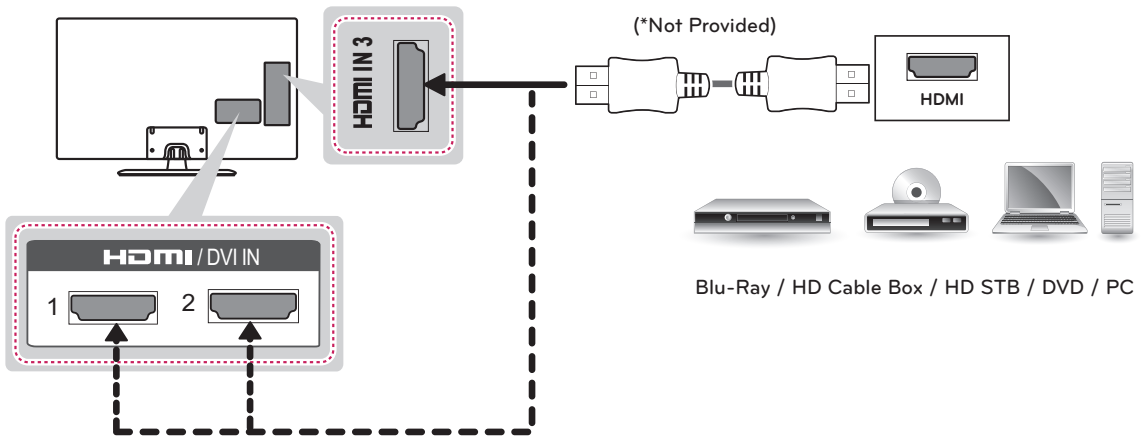 (*Not Provided)
HDMI IN 3
HDMI
HDMI / DVI IN
1 2
Blu-Ray / HD Cable Box / HD STB / DVD / PC